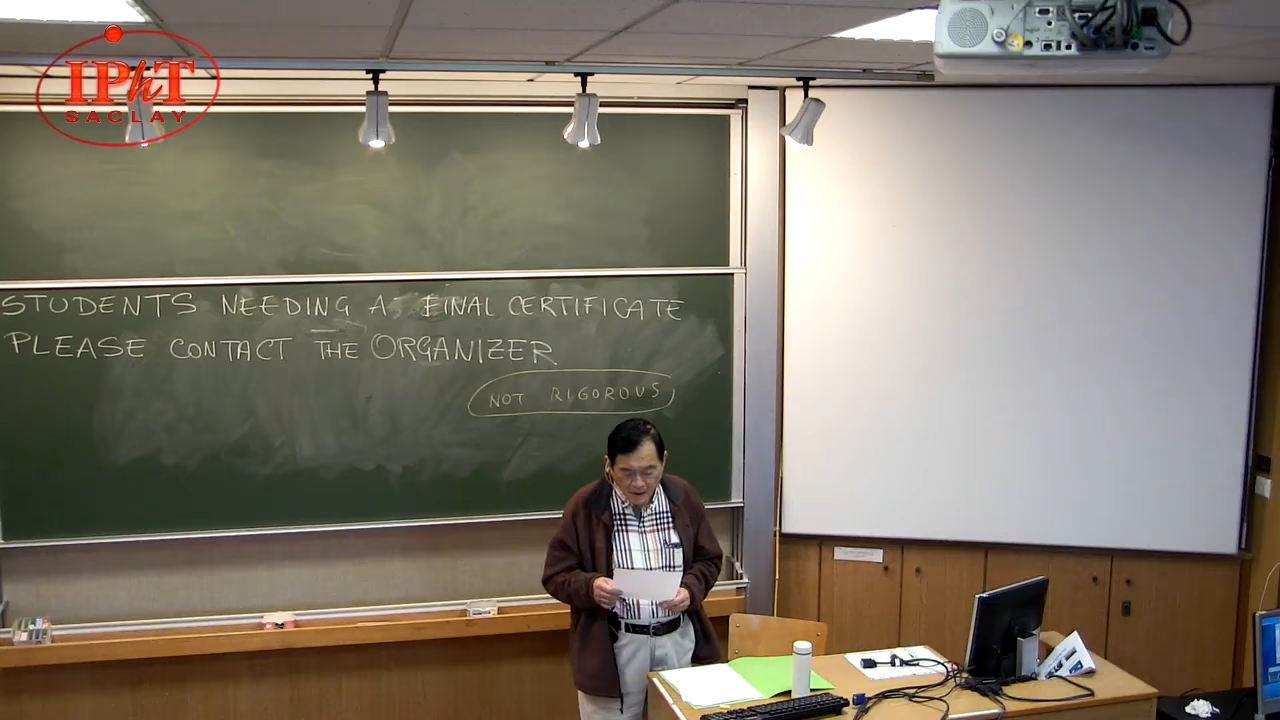 IPhT
SACLAY
STUDENTS NEEDING A FINAL CERTIFICATE
PLEASE CONTACT THE ORGANIZER
NOT RIGOROUS